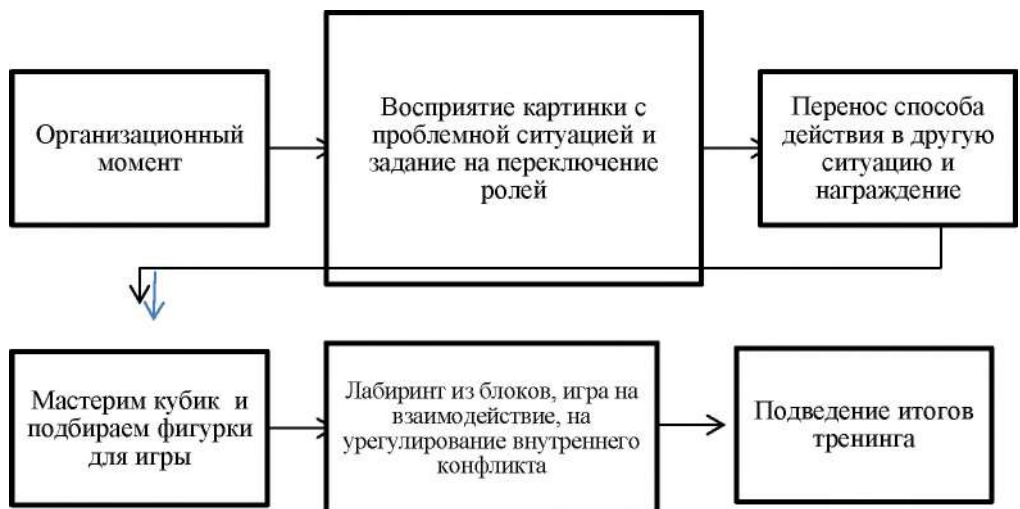 Организационный
момент
Восприятие картинки с
проблемной ситуацией и
задание на переключение
ролей
Перенос способа
действия в другую
ситуацию и
награждение
Мастерим кубик и
подбираем фигурки
для игры
Лабиринт из блоков, игра на
взаимодействие, на
урегулирование внутреннего
конфликта
Подведение итогов
тренинга